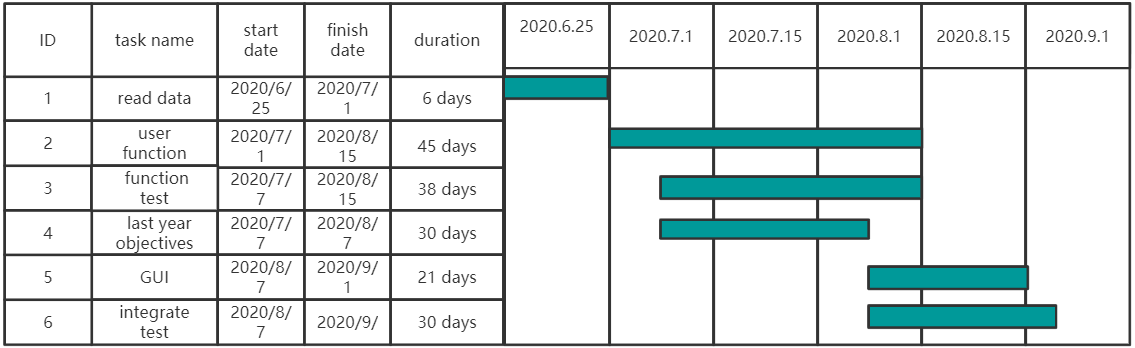 ID
task name
start
date
finish
date
duration
2020.6.25
2020.7.1
2020.7.15
2020.8.1
2020.8.15
2020.9.1
1
read data
2020/6/
25
2020/7/
1
6 days
2
user
function
2020/7/
1
2020/8/
15
45 days
3
function
test
2020/7/
7
2020/8/
15
38 days
4
last year
objectives
2020/7/
7
2020/8/
7
30 days
5
GUI
2020/8/
7
2020/9/
1
21 days
6
integrate
test
2020/8/
7
2020/9/
30 days